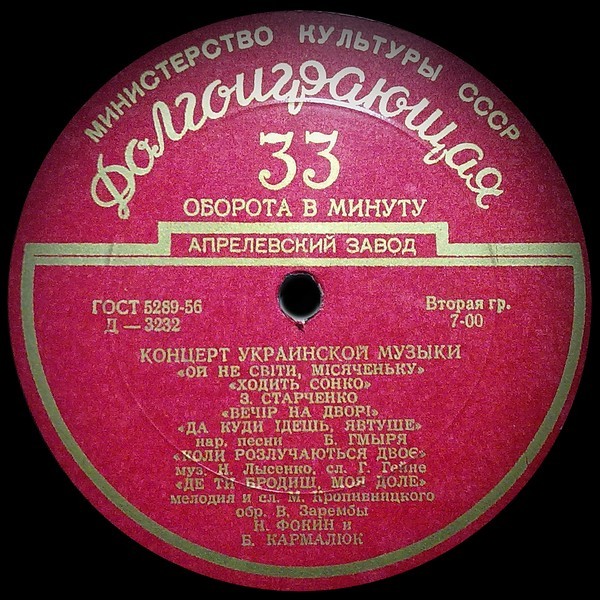 МИНИСТЕРСТВО КУЛЬТУРЫ СССР
Долгоиграющая
33
ОБОРОТА В МИНУТУ
АПРЕЛЕВСКИЙ ЗАВОД
ГОСТ 5289-56 Вторая гр.
Д — 3232 7-00
КОНЦЕРТ УКРАИНСКОЙ МУЗЫКИ
«ОЙ НЕ СВІТИ, МІСЯЧЕНЬКУ»
«ХОДИТЬ СОНКО»
З. СТАРЧЕНКО
«ВЕЧІР НА ДВОРІ»
«ДА КУДИ ІДЕШЬ, ЯВТУШЕ»
нар. песни Б. ГМЫРЯ
«КОЛИ РОЗЛУЧАЮТЬСЯ ДВОЄ»
муз. Н. Лысенко, сл. Г. Гейне
«ДЕ ТИ БРОДИШ, МОЯ ДОЛЕ»
мелодия и сл. М. Кропивницкого
обр. В. Зарембы
Н. ФОКИН и
Б. КАРМАЛЮК